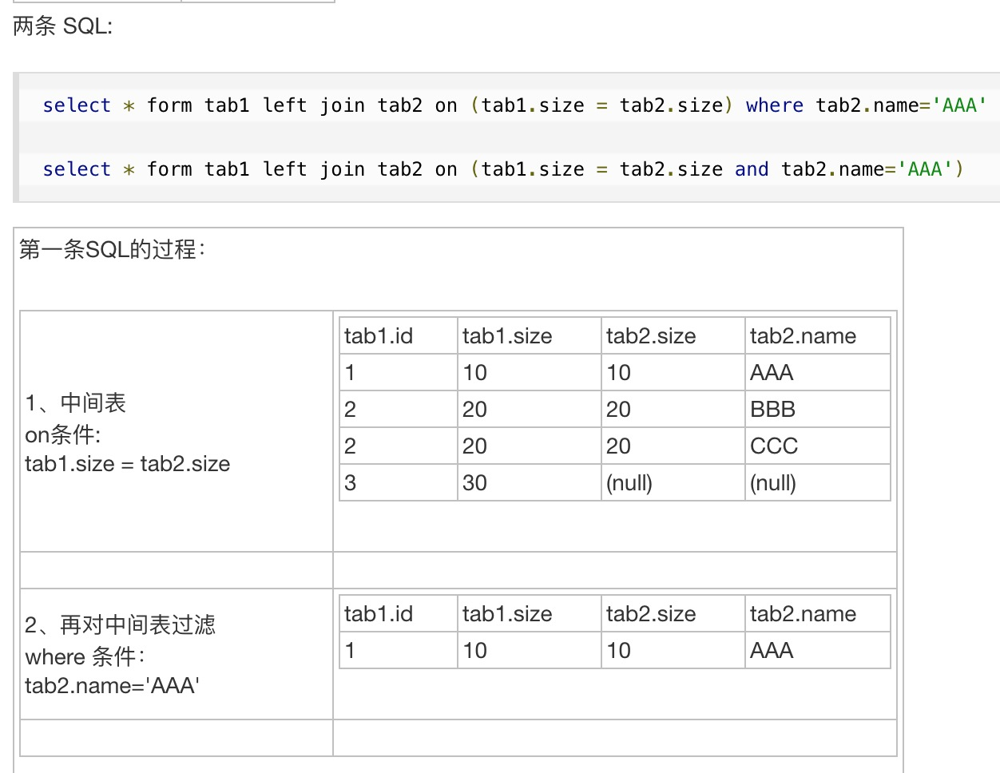 两条 SQL:
select * form tab1 left join tab2 on (tab1.size = tab2.size) where tab2.name='AAA'
select * form tab1 left join tab2 on (tab1.size = tab2.size and tab2.name='AAA')
第一条SQL的过程：
1、中间表
on条件:
tab1.size = tab2.size
tab1.id tab1.size tab2.size tab2.name
1 10 10 AAA
2 20 20 BBB
2 20 20 CCC
3 30 (null) (null)
2、再对中间表过滤
where 条件：
tab2.name='AAA'
tab1.id tab1.size tab2.size tab2.name
1 10 10 AAA